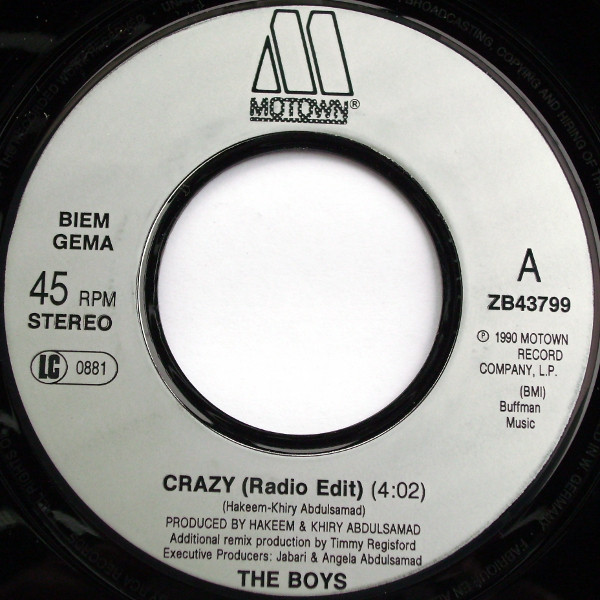 MOTOWN®
BIEM
GEMA
45 RPM
STEREO
LC 0881
A
ZB43799
℗ 1990 MOTOWN
RECORD
COMPANY, L.P.
(BMI)
Buffman
Music
CRAZY (Radio Edit) (4:02)
(Hakeem-Khiry Abdulsamad)
PRODUCED BY HAKEEM & KHIRY ABDULSAMAD
Additional remix production by Timmy Regisford
Executive Producers: Jabari & Angela Abdulsamad
THE BOYS